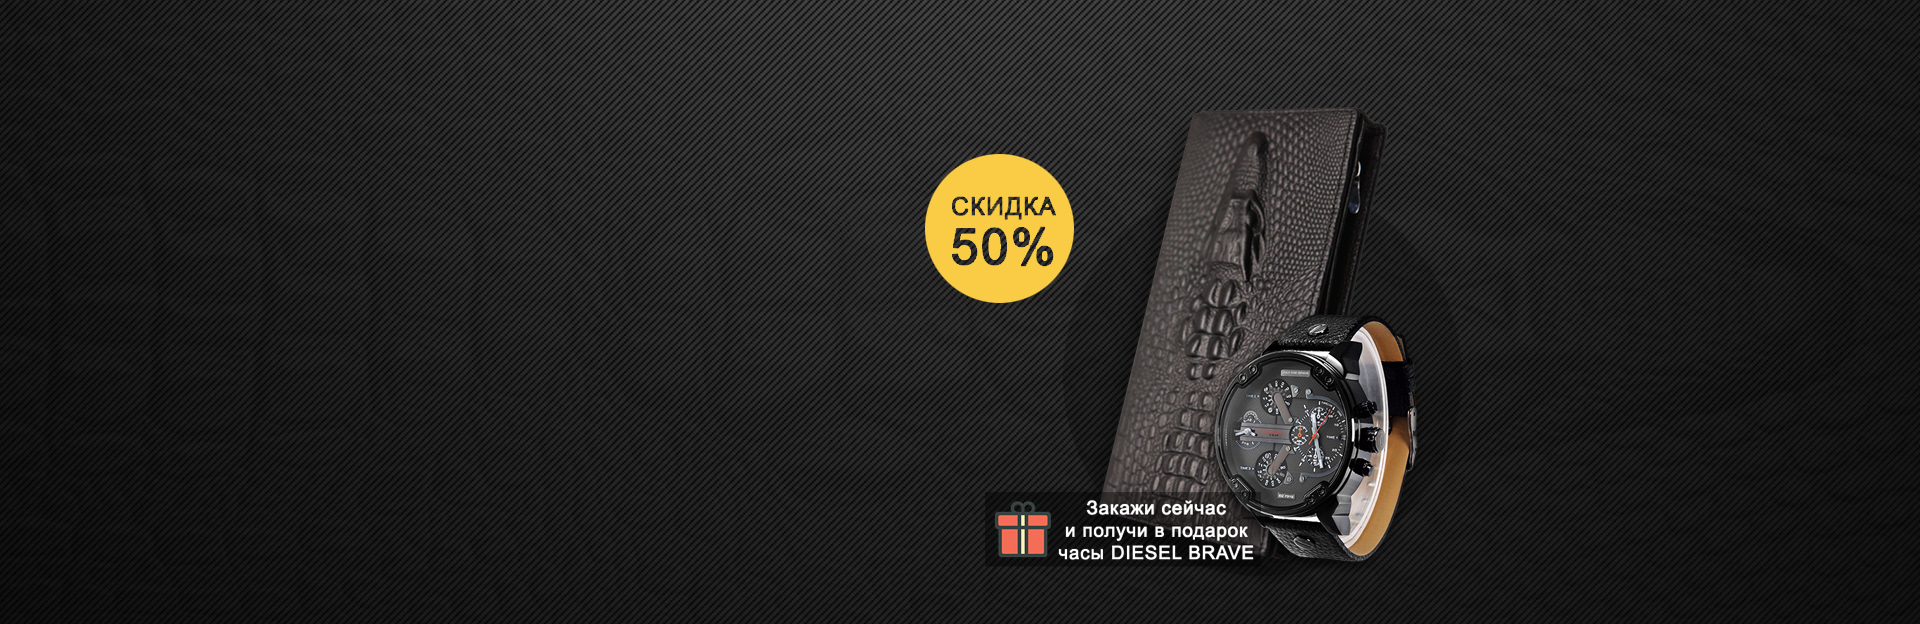 СКИДКА
50%
Закажи сейчас
и получи в подарок
часы DIESEL BRAVE